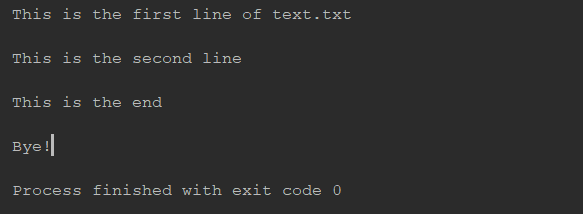 This is the first line of text.txt
This is the second line
This is the end
Bye!
Process finished with exit code 0